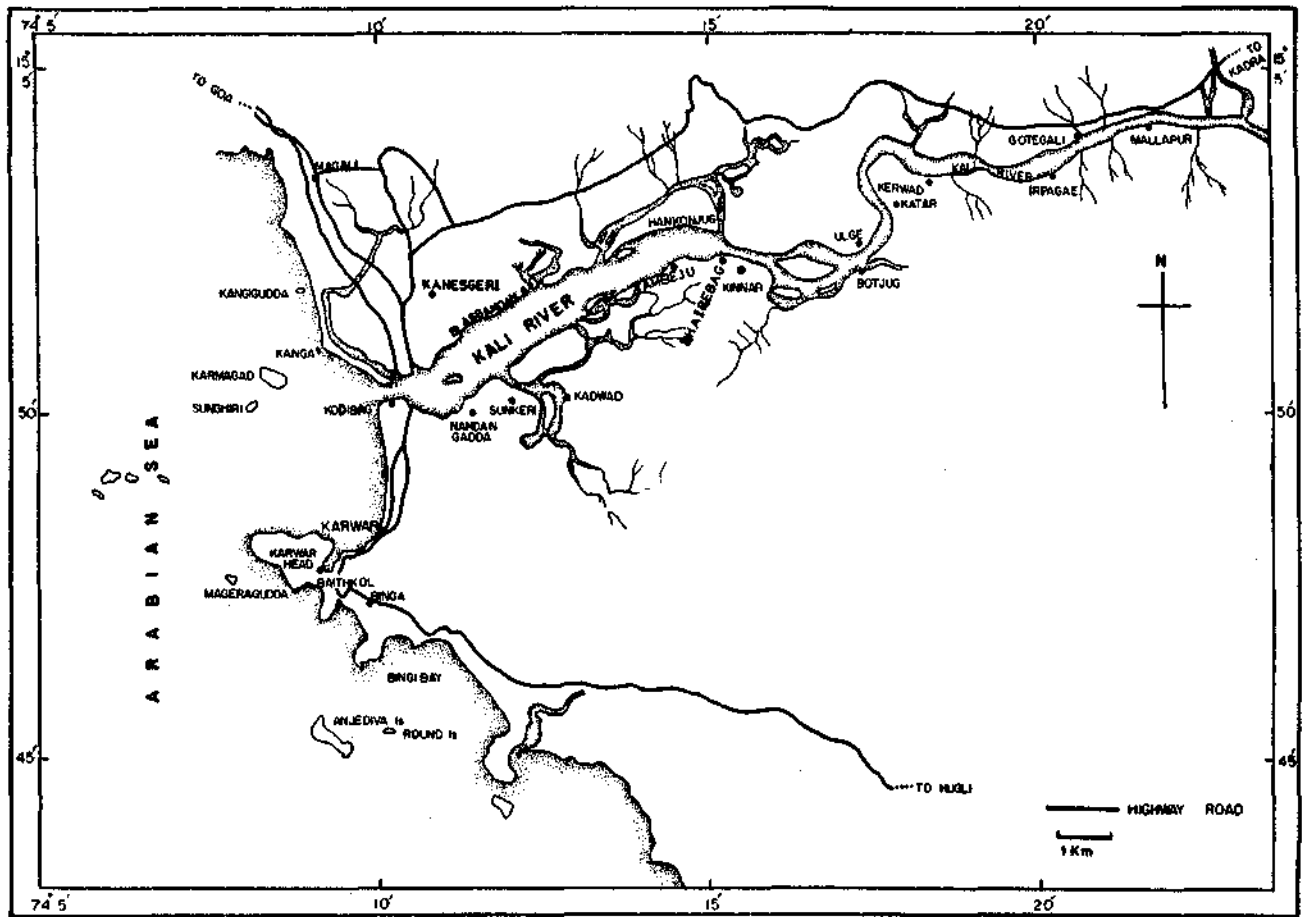 74° 5′
10′
15′
20′
15° 5′
TO GOA
TO KADRA
15° 5′
HAGALI
GOTEGALI
MALLAPUR
KALI RIVER
IRPAGAE
KERWAD
KATAR
HANKONJUG
ULGE
KANESGERI
KINNAR
BOTJUG
HAIREBAG
N
KANGIGUDDA
KALI RIVER
KANGA
KARMAGAD
SUNGHIRI
KODIBAG
KADWAD
SUNKERI
NANDAN GADDA
50′
50′
ARABIAN SEA
KARWAR
KARWAR HEAD
BAITHKOL
MAGERAGUDDA
BINGA
BINGI BAY
ANJEDIVA Is
ROUND Is
45′
45′
TO HUGLI
HIGHWAY ROAD
1 Km
74° 5′
10′
15′
20′